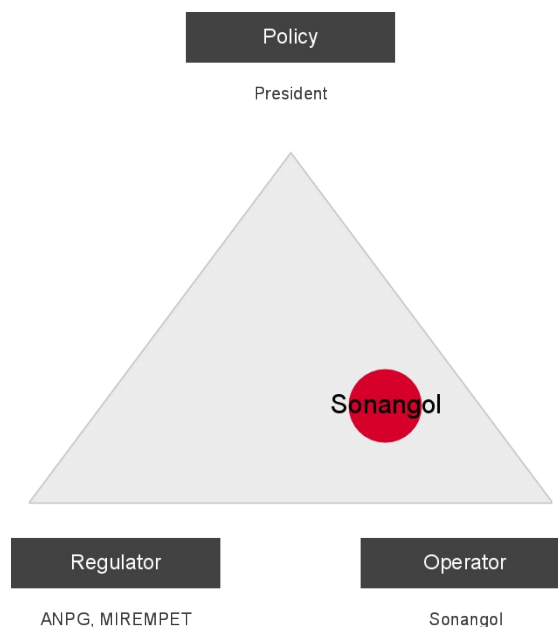 Policy
President
Sonangol
Regulator
Operator
ANPG, MIREMPET
Sonangol